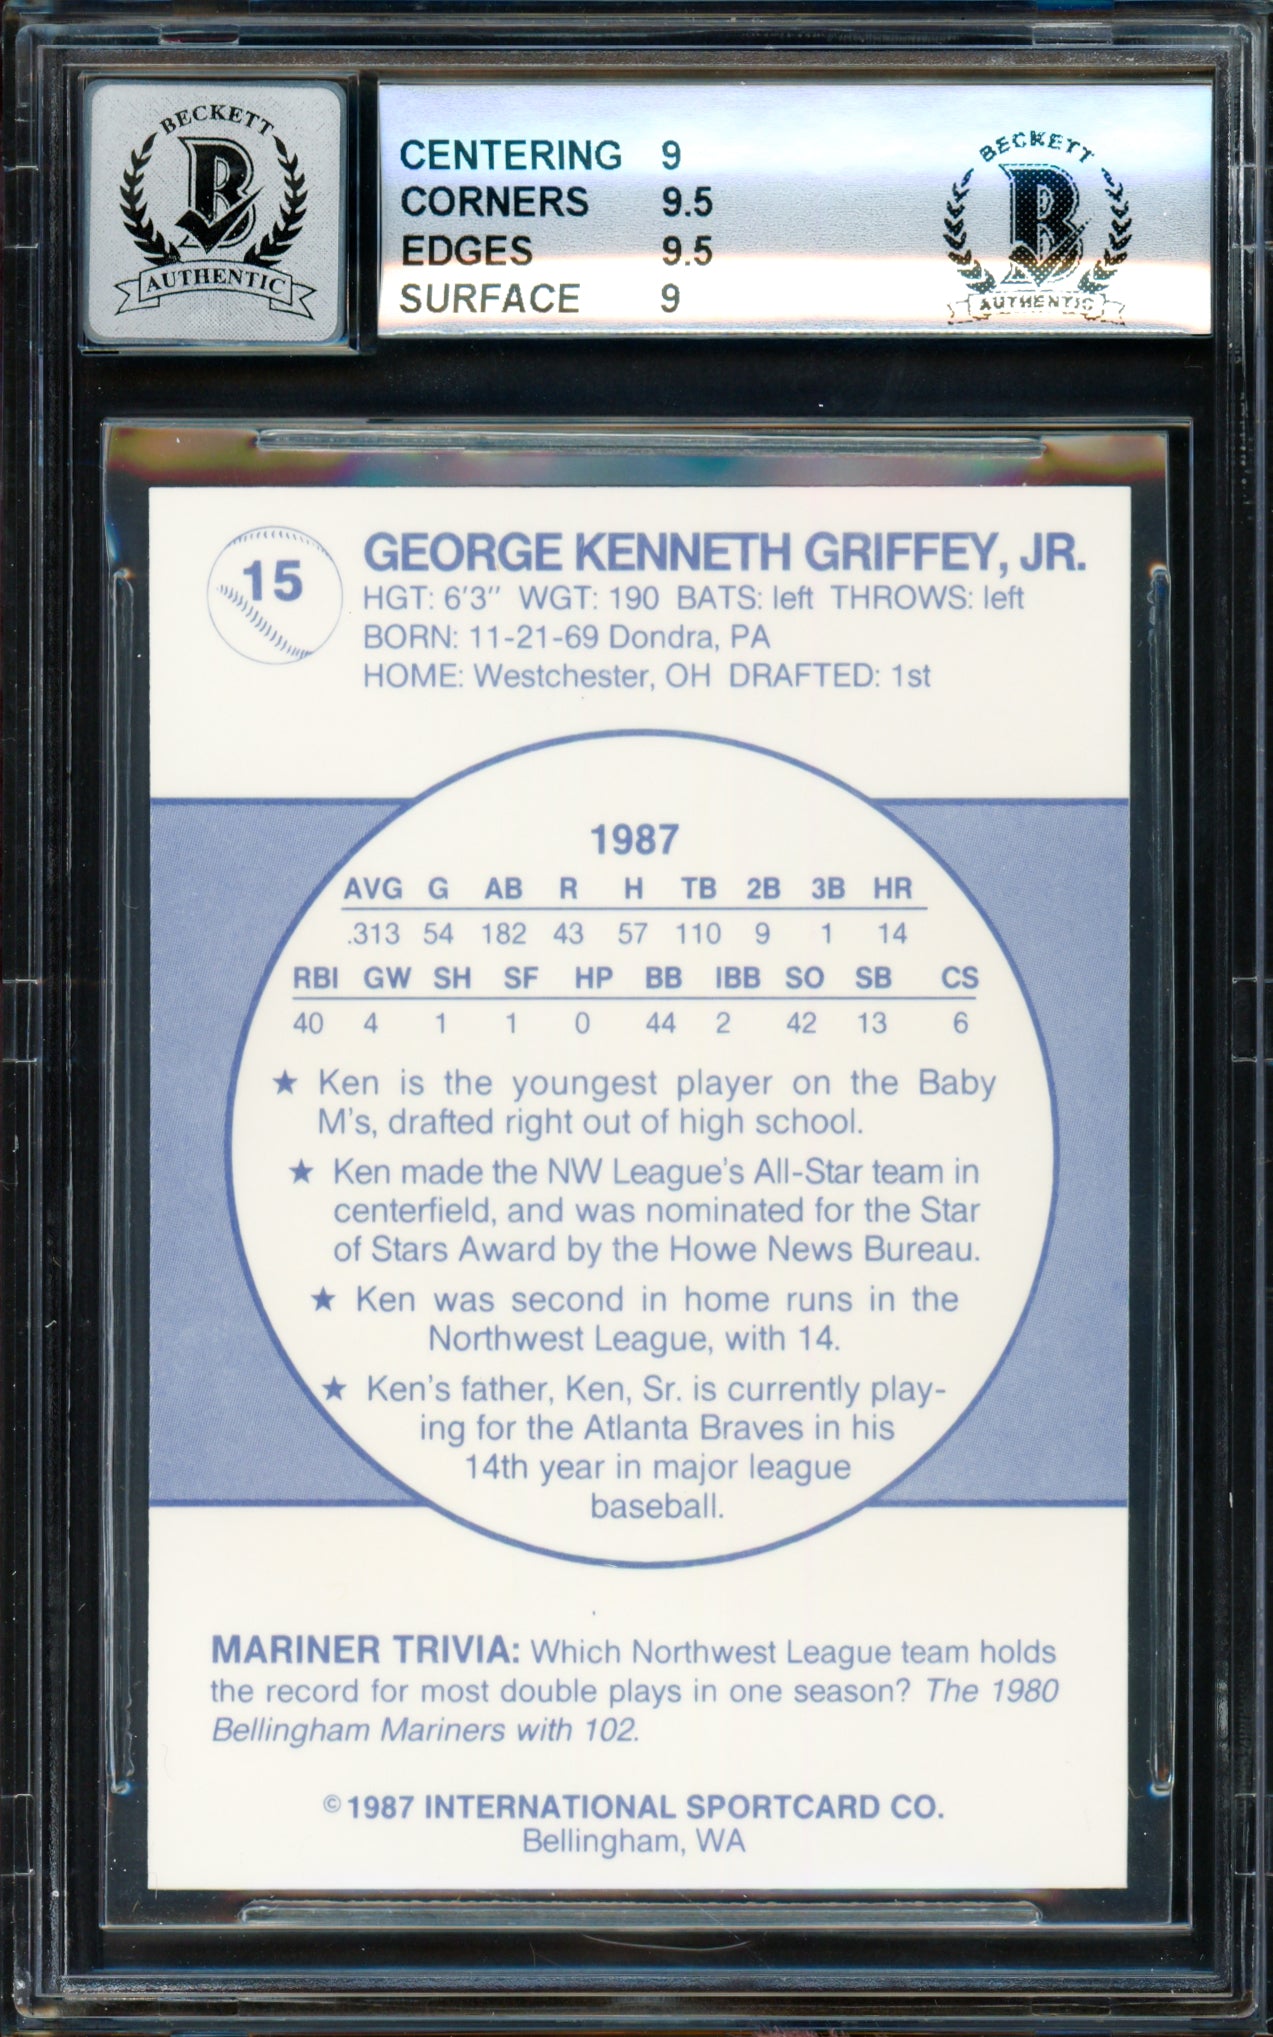 BECKETT
B
AUTHENTIC
CENTERING 9
CORNERS 9.5
EDGES 9.5
SURFACE 9
BECKETT
B
AUTHENTIC
15
GEORGE KENNETH GRIFFEY, JR.
HGT: 6'3" WGT: 190 BATS: left THROWS: left
BORN: 11-21-69 Dondra, PA
HOME: Westchester, OH DRAFTED: 1st
1987
AVG G AB R H TB 2B 3B HR
.313 54 182 43 57 110 9 1 14
RBI GW SH SF HP BB IBB SO SB CS
40 4 1 1 0 44 2 42 13 6
★ Ken is the youngest player on the Baby
M's, drafted right out of high school.
★ Ken made the NW League's All-Star team in
centerfield, and was nominated for the Star
of Stars Award by the Howe News Bureau.
★ Ken was second in home runs in the
Northwest League, with 14.
★ Ken's father, Ken, Sr. is currently play-
ing for the Atlanta Braves in his
14th year in major league
baseball.
MARINER TRIVIA: Which Northwest League team holds
the record for most double plays in one season? The 1980
Bellingham Mariners with 102.
© 1987 INTERNATIONAL SPORTCARD CO.
Bellingham, WA